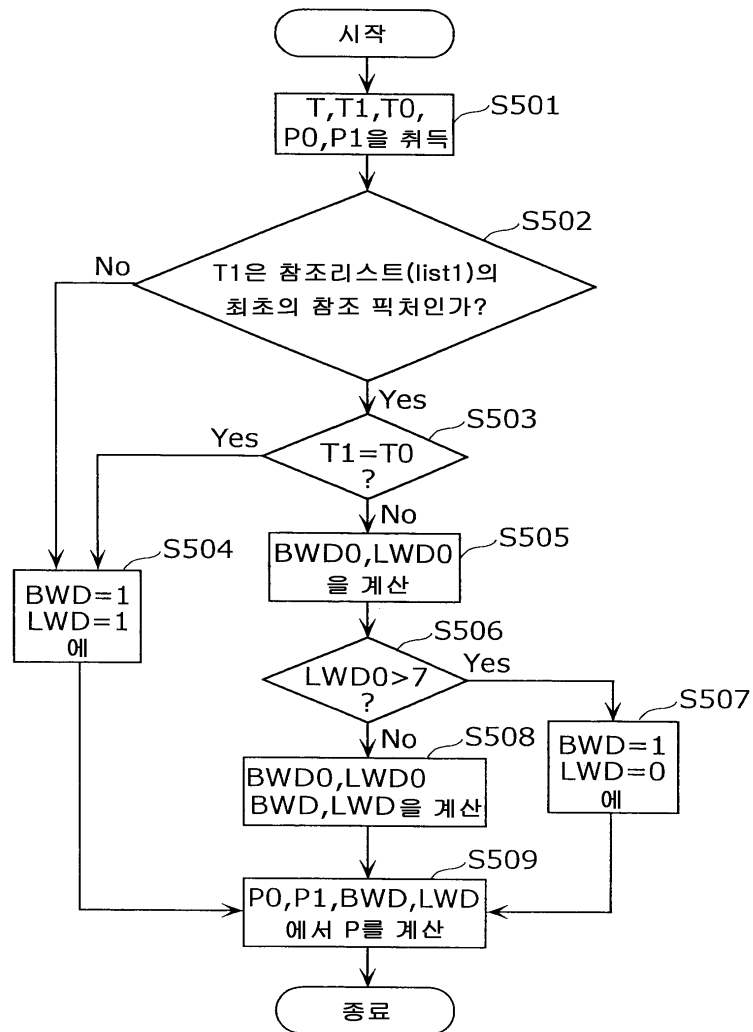 시작
T,T1,T0,
P0,P1을 취득
S501
S502
T1은 참조리스트(list1)의
최초의 참조 픽처인가?
No
Yes
S503
T1=T0
?
Yes
No
S504
BWD=1
LWD=1
에
S505
BWD0,LWD0
을 계산
S506
LWD0>7
?
Yes
No
S507
BWD=1
LWD=0
에
S508
BWD0,LWD0
BWD,LWD을 계산
S509
P0,P1,BWD,LWD
에서 P를 계산
종료